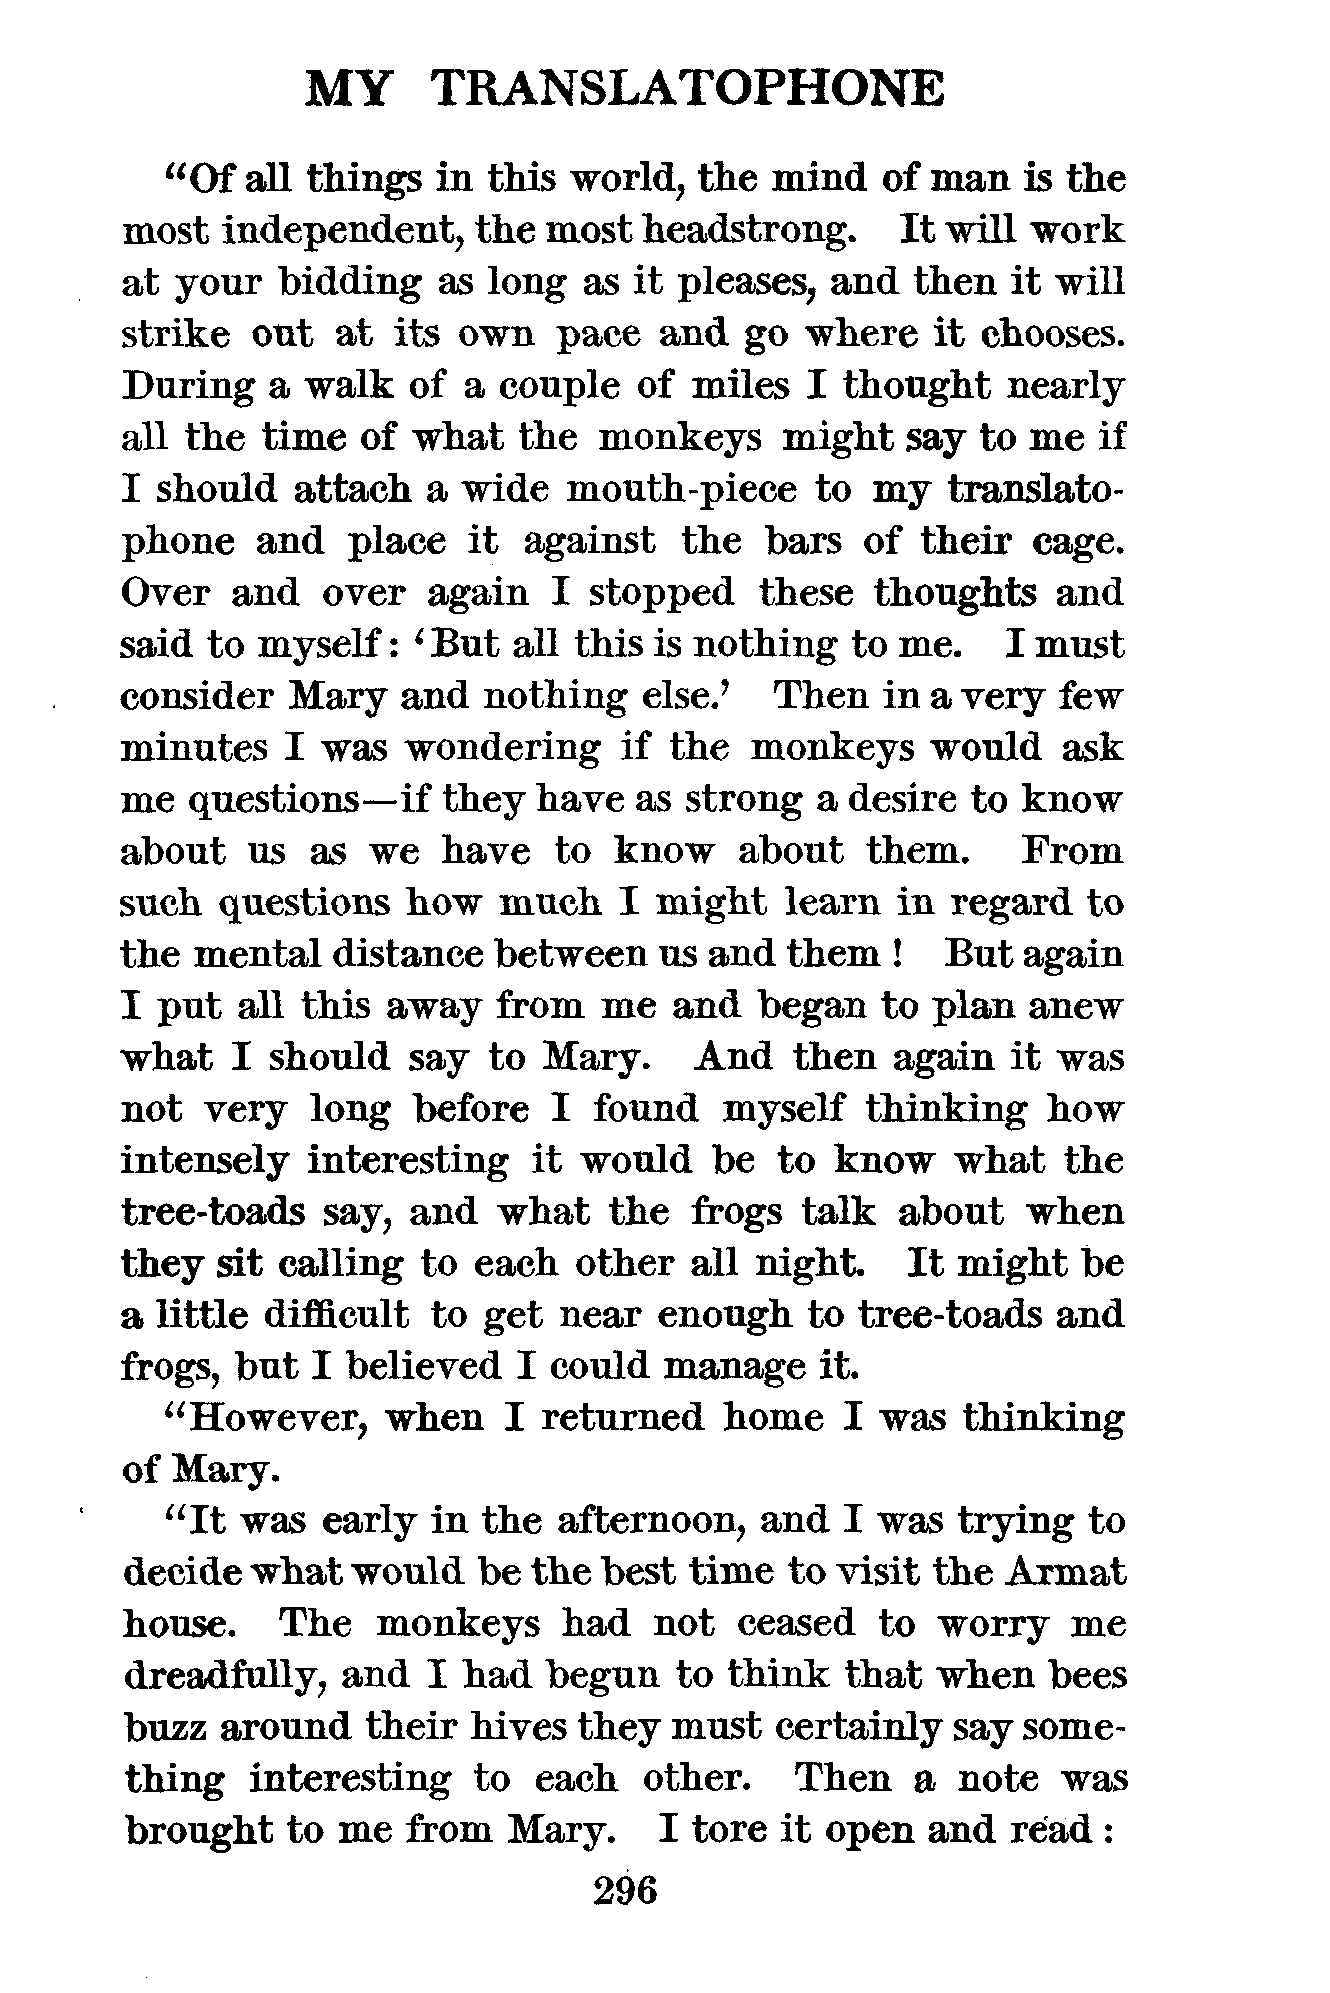 MY TRANSLATOPHONE
“Of all things in this world, the mind of man is the
most independent, the most headstrong. It will work
at your bidding as long as it pleases, and then it will
strike out at its own pace and go where it chooses.
During a walk of a couple of miles I thought nearly
all the time of what the monkeys might say to me if
I should attach a wide mouth-piece to my translato-
phone and place it against the bars of their cage.
Over and over again I stopped these thoughts and
said to myself: ‘But all this is nothing to me. I must
consider Mary and nothing else.’ Then in a very few
minutes I was wondering if the monkeys would ask
me questions—if they have as strong a desire to know
about us as we have to know about them. From
such questions how much I might learn in regard to
the mental distance between us and them! But again
I put all this away from me and began to plan anew
what I should say to Mary. And then again it was
not very long before I found myself thinking how
intensely interesting it would be to know what the
tree-toads say, and what the frogs talk about when
they sit calling to each other all night. It might be
a little difficult to get near enough to tree-toads and
frogs, but I believed I could manage it.
“However, when I returned home I was thinking
of Mary.
“It was early in the afternoon, and I was trying to
decide what would be the best time to visit the Armat
house. The monkeys had not ceased to worry me
dreadfully, and I had begun to think that when bees
buzz around their hives they must certainly say some-
thing interesting to each other. Then a note was
brought to me from Mary. I tore it open and read:
296